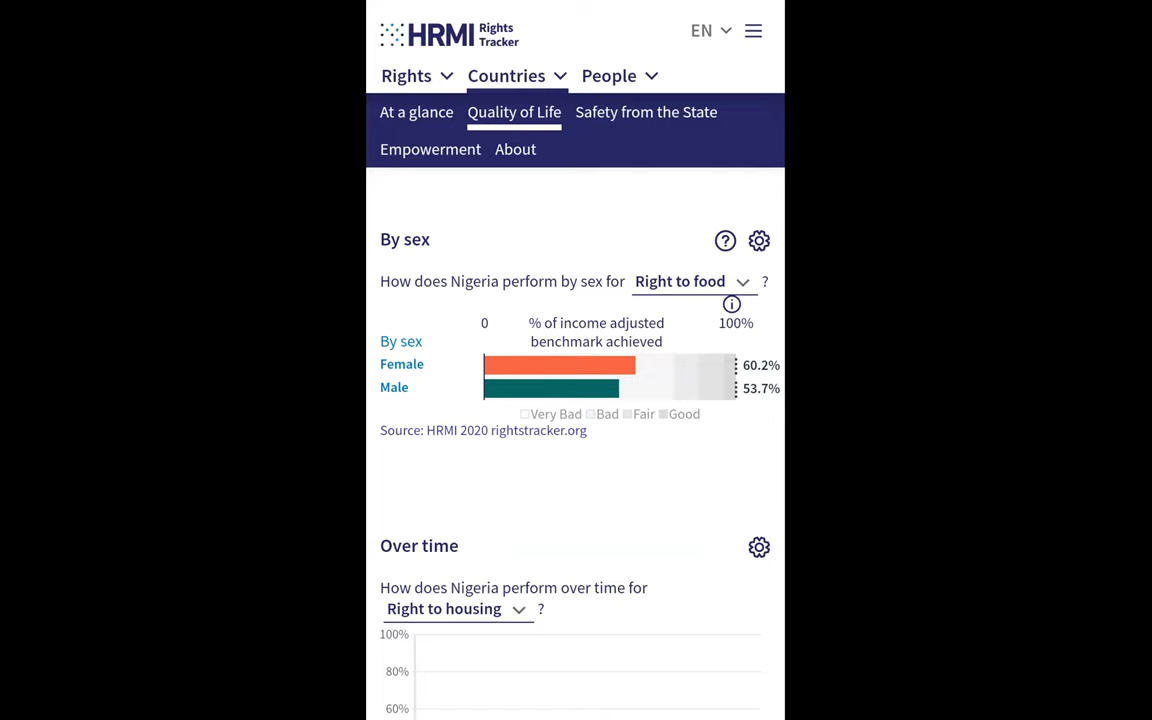 HRMI Rights Tracker
EN
Rights Countries People
At a glance Quality of Life Safety from the State
Empowerment About
By sex
How does Nigeria perform by sex for Right to food ?
0 % of income adjusted benchmark achieved 100%
By sex
Female 60.2%
Male 53.7%
Very Bad Bad Fair Good
Source: HRMI 2020 rightstracker.org
Over time
How does Nigeria perform over time for
Right to housing ?
100%
80%
60%